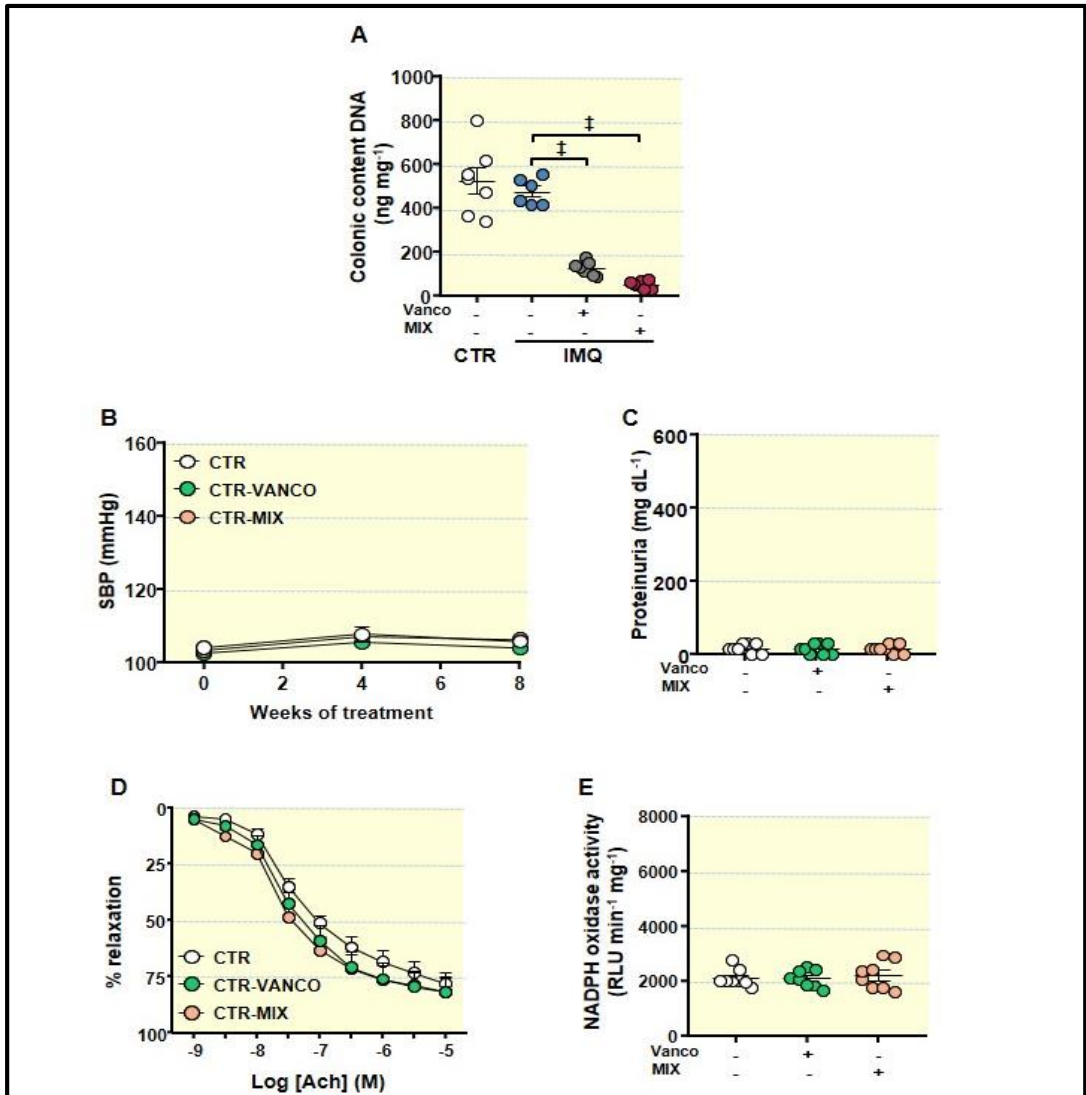 A
Colonic content DNA
(ng mg⁻¹)
1000
800
600
400
200
0
‡
‡
Vanco - - + -
MIX - - - +
CTR IMQ
B
SBP (mmHg)
160
140
120
100
CTR
CTR-VANCO
CTR-MIX
0 2 4 6 8
Weeks of treatment
C
Proteinuria (mg dL⁻¹)
600
400
200
0
Vanco - + -
MIX - - +
D
% relaxation
0
25
50
75
100
CTR
CTR-VANCO
CTR-MIX
-9 -8 -7 -6 -5
Log [Ach] (M)
E
NADPH oxidase activity
(RLU min⁻¹ mg⁻¹)
8000
6000
4000
2000
0
Vanco - + -
MIX - - +